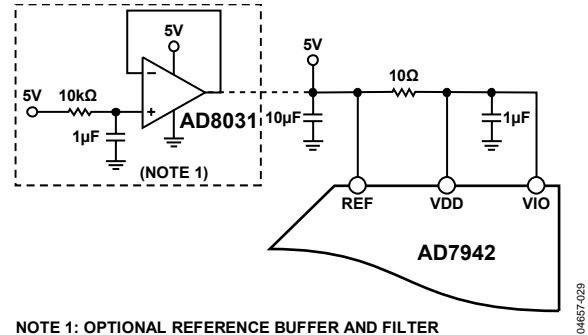 5V
5V
5V
10kΩ
10Ω
1µF
AD8031
10µF
1µF
(NOTE 1)
REF
VDD
VIO
AD7942
NOTE 1: OPTIONAL REFERENCE BUFFER AND FILTER
04657-029